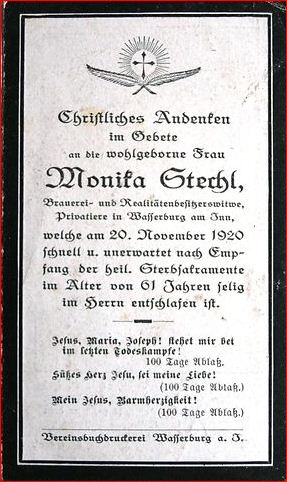 Christliches Andenken
im Gebete
an die wohlgeborne Frau
Monika Stechl,
Brauerei- und Realitätenbesitzerswitwe,
Privatiere in Wasserburg am Inn,
welche am 20. November 1920
schnell u. unerwartet nach Emp-
fang der heil. Sterbsakramente
im Alter von 61 Jahren selig
im Herrn entschlafen ist.
Jesus, Maria, Joseph! stehet mir bei
im letzten Todeskampfe!
100 Tage Ablaß.
Süßes Herz Jesu, sei meine Liebe!
(100 Tage Ablaß.)
Mein Jesus, Barmherzigkeit!
(100 Tage Ablaß.)
Vereinsbuchdruckerei Wasserburg a. I.